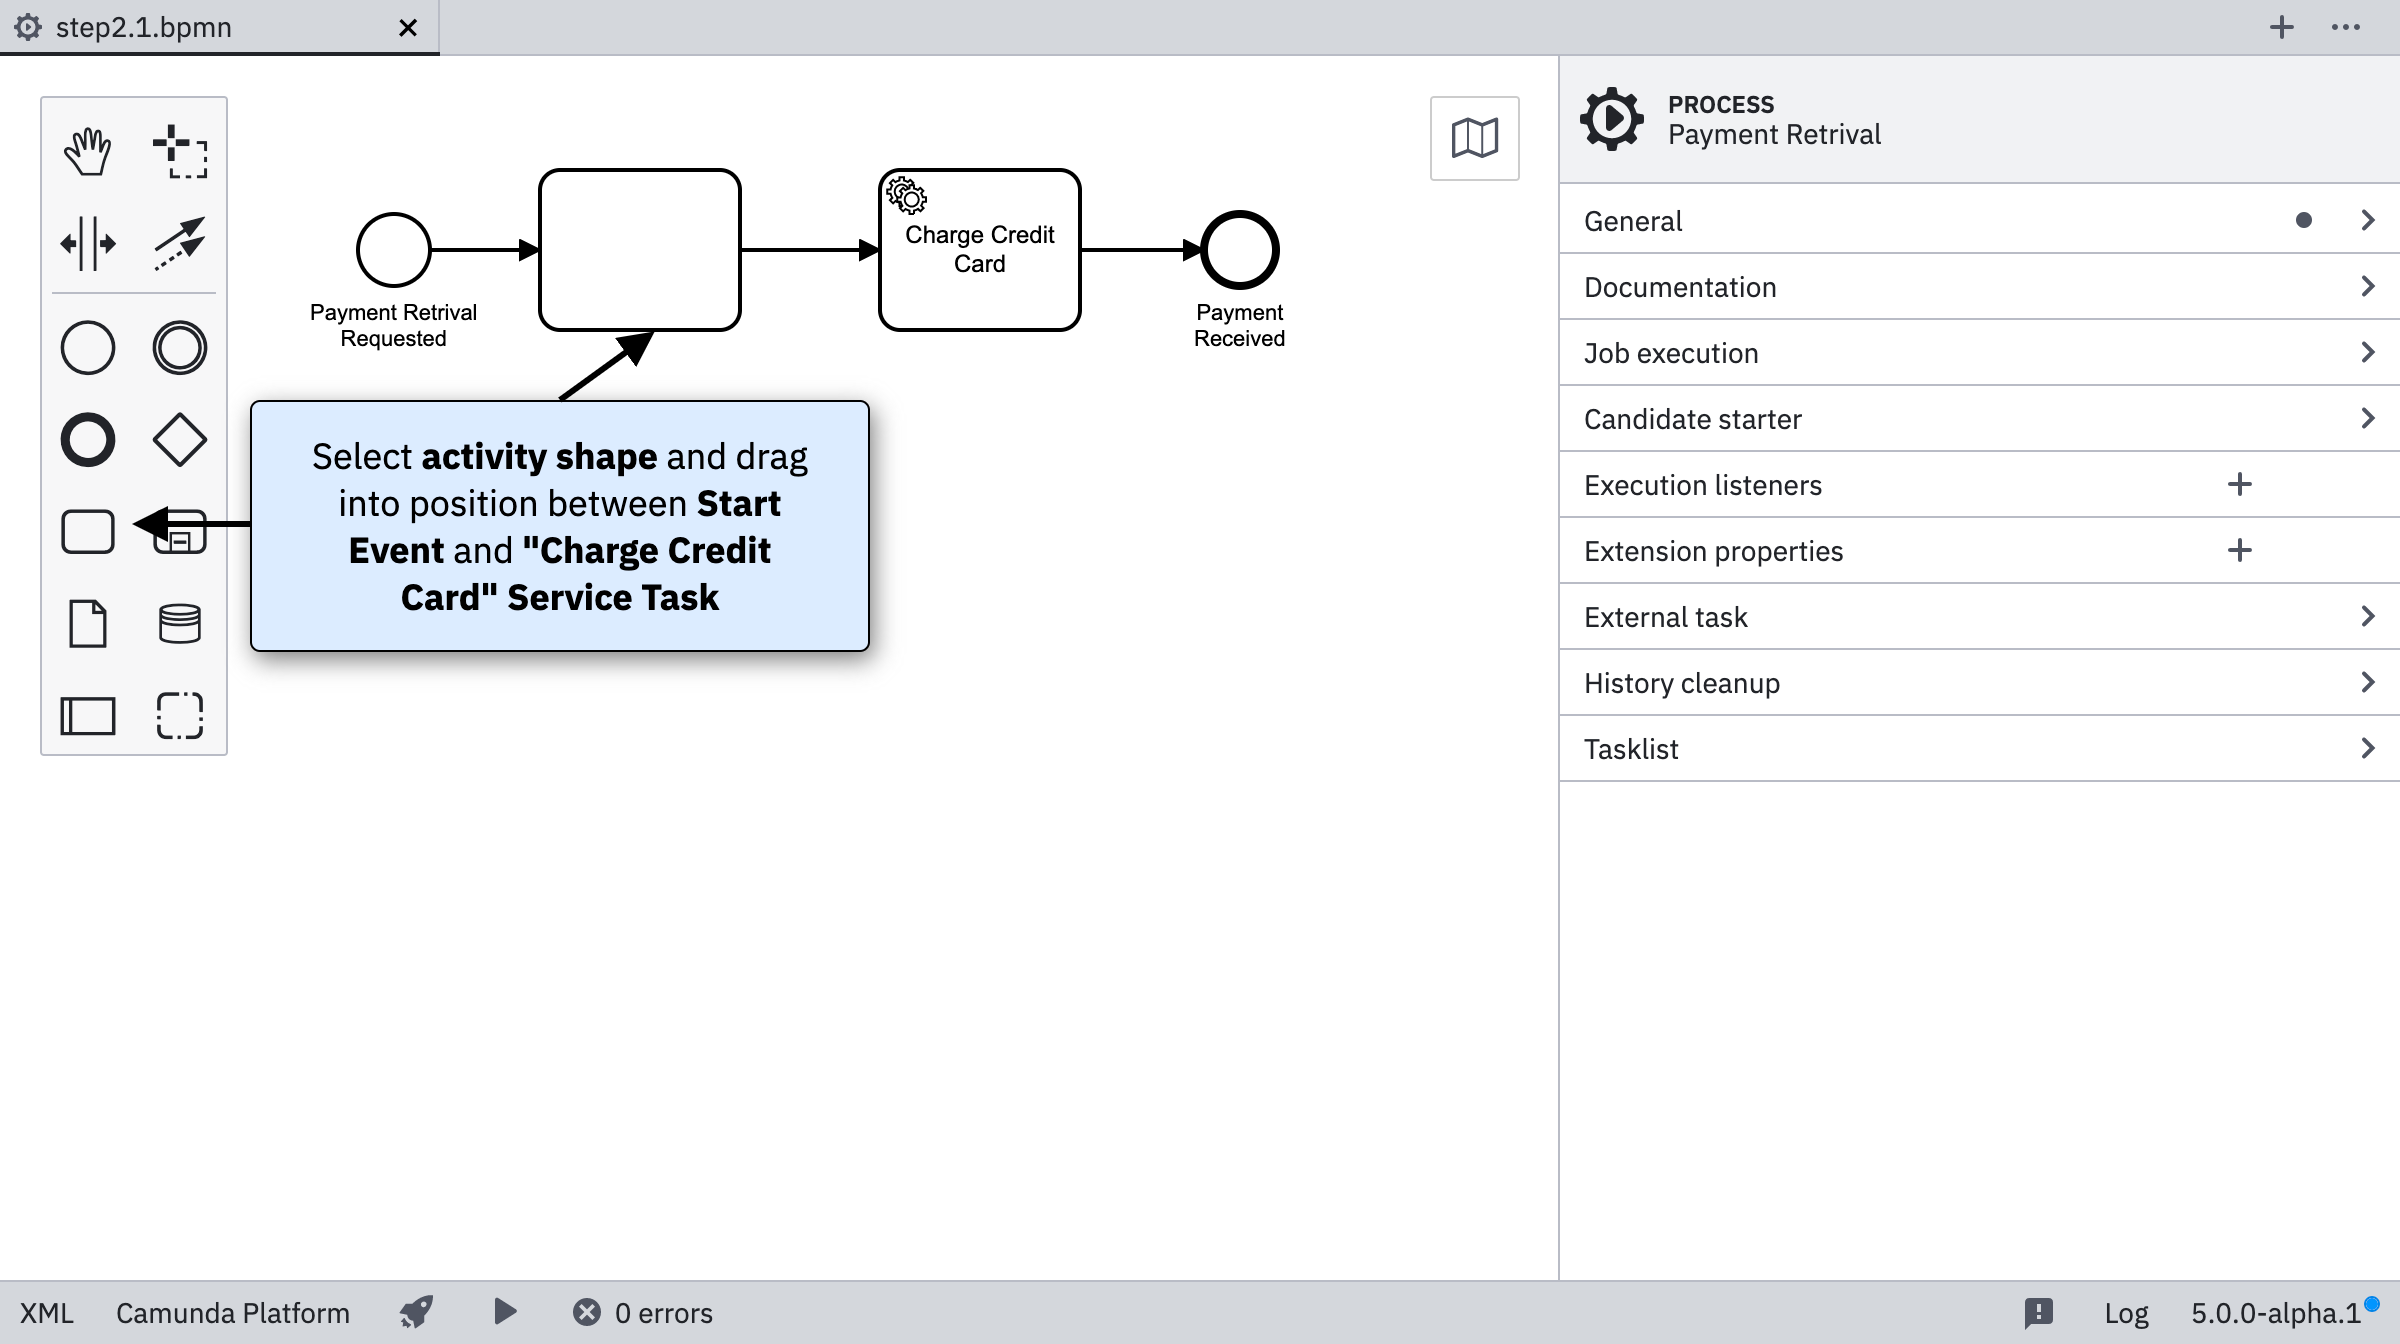 step2.1.bpmn
Payment Retrival
Requested
Charge Credit
Card
Payment
Received
Select activity shape and drag
into position between Start
Event and "Charge Credit
Card" Service Task
PROCESS
Payment Retrival
General
Documentation
Job execution
Candidate starter
Execution listeners
Extension properties
External task
History cleanup
Tasklist
XML
Camunda Platform
0 errors
Log
5.0.0-alpha.1